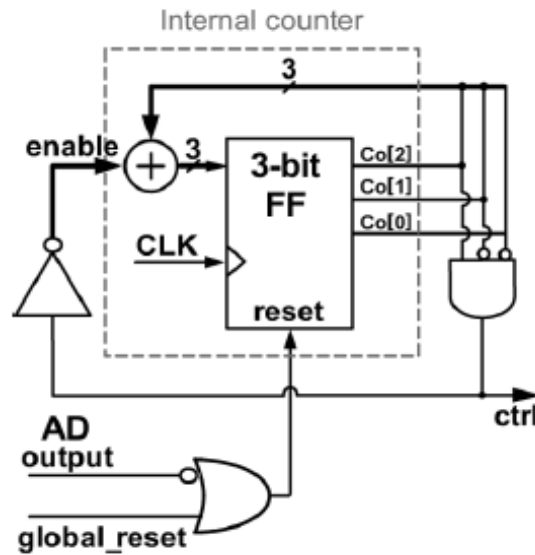 Internal counter
3
enable
+
3
3-bit
FF
Co[2]
Co[1]
Co[0]
CLK
reset
ctrl
AD
output
global_reset